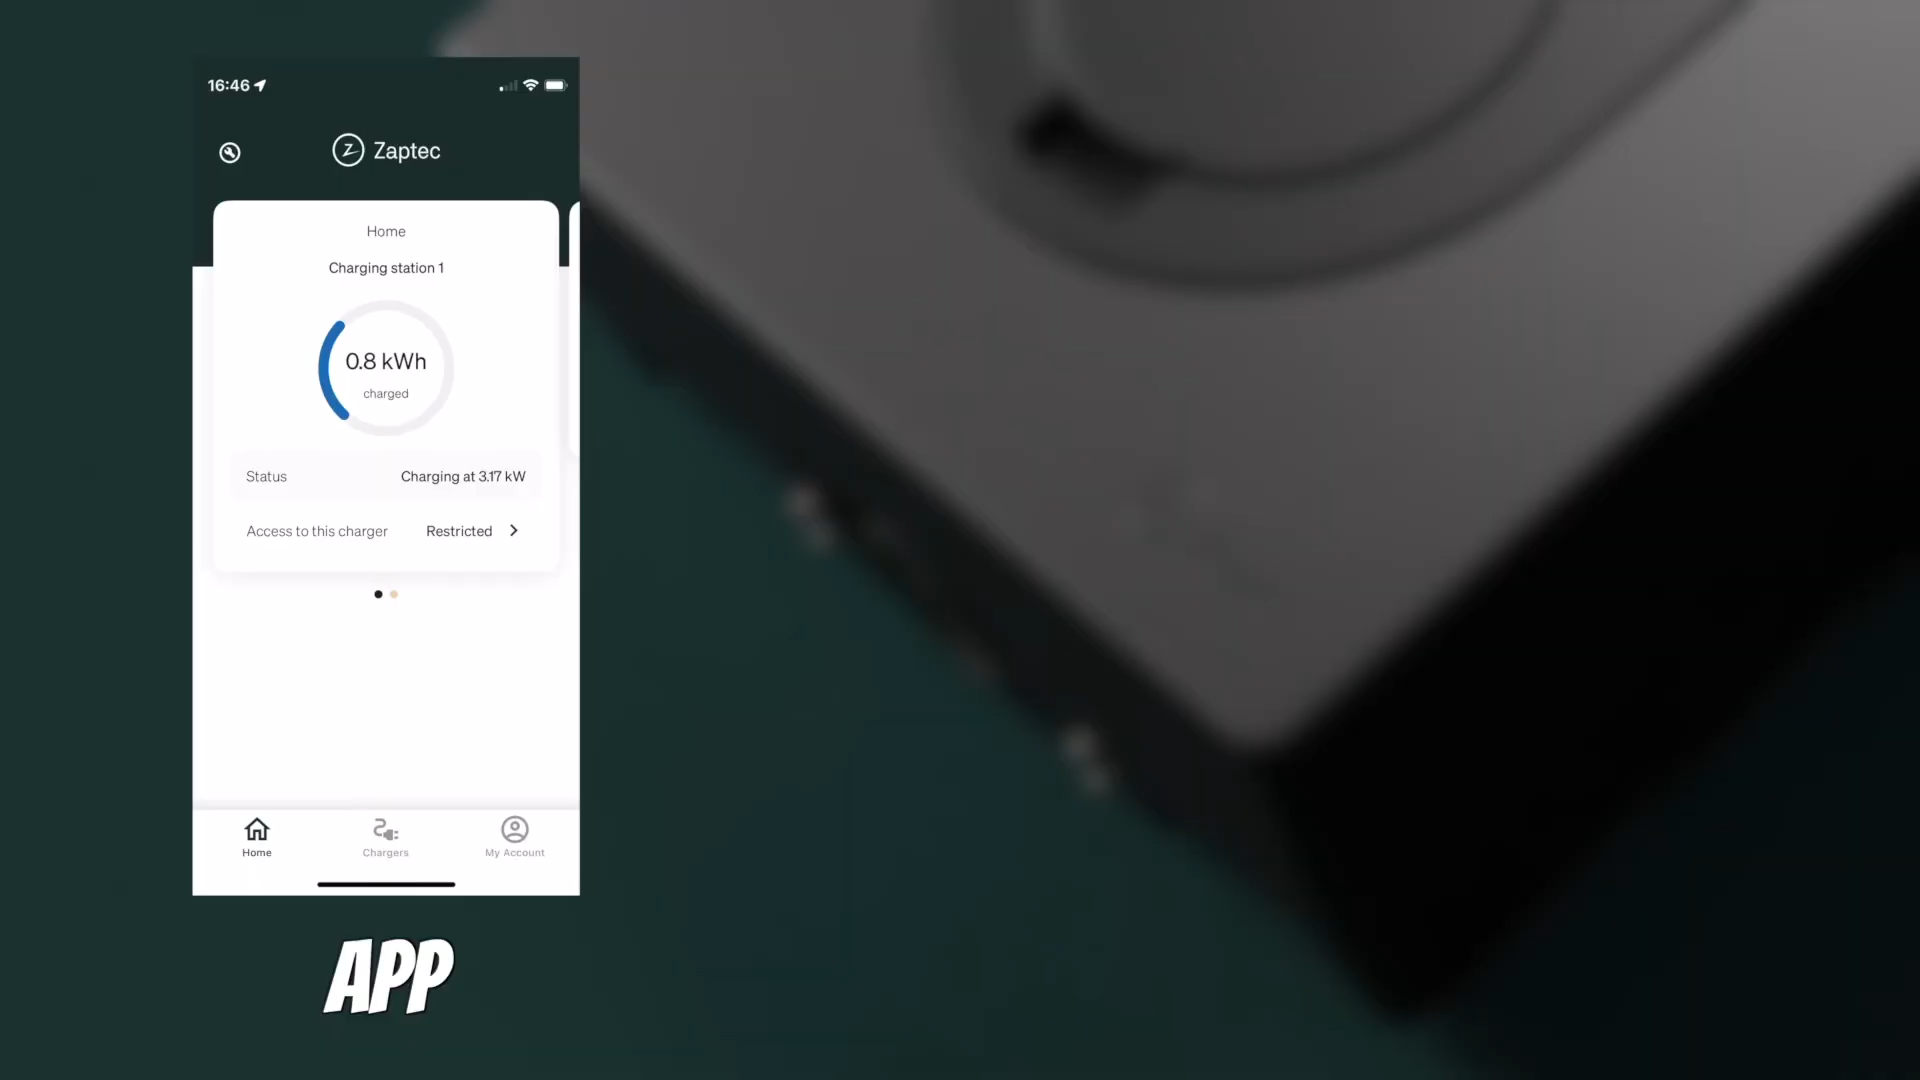 16:46
Zaptec
Home
Charging station 1
0.8 kWh
charged
Status Charging at 3.17 kW
Access to this charger Restricted
Home Chargers My Account
APP